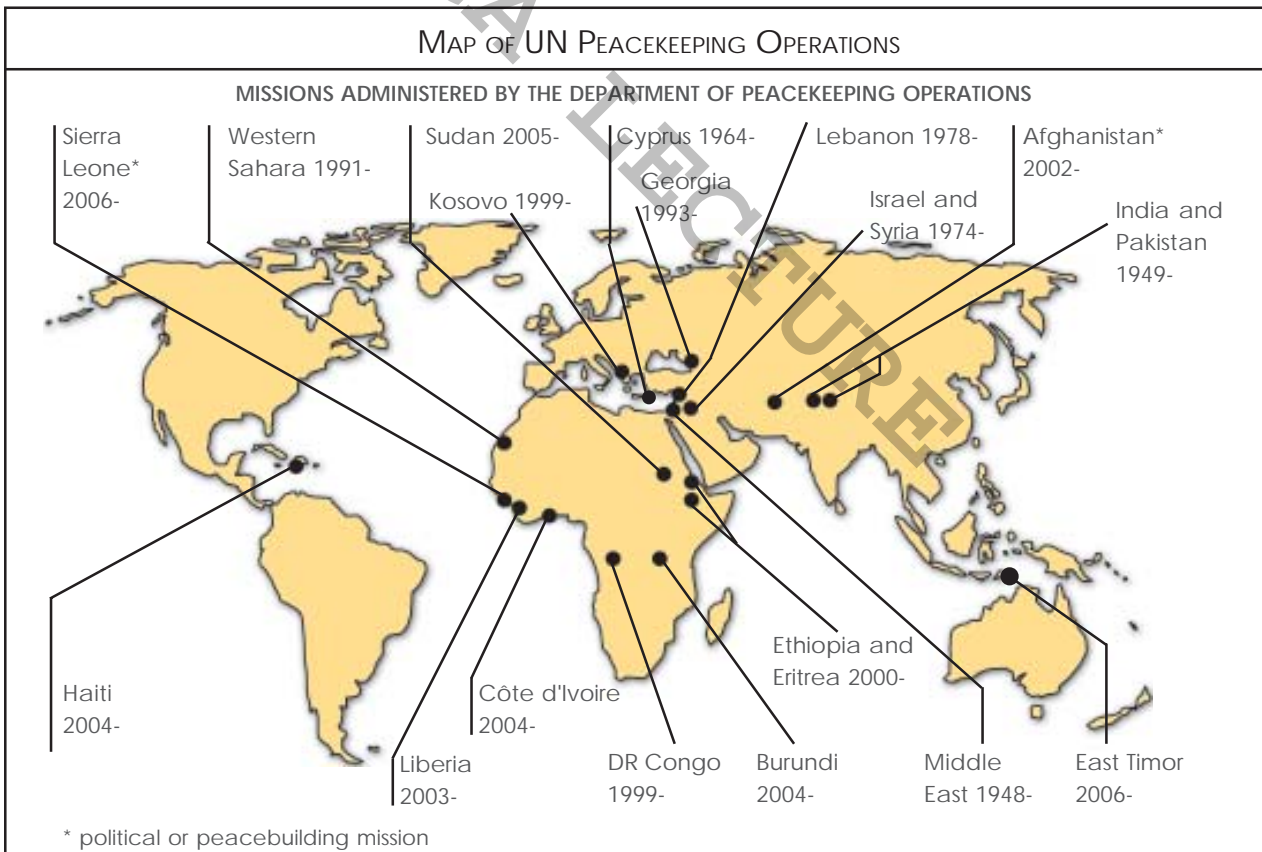 MAP OF UN PEACEKEEPING OPERATIONS
MISSIONS ADMINISTERED BY THE DEPARTMENT OF PEACEKEEPING OPERATIONS
Sierra
Leone*
2006-
Western
Sahara 1991-
Sudan 2005-
Kosovo 1999-
Cyprus 1964-
Georgia
1993-
Lebanon 1978-
Israel and
Syria 1974-
Afghanistan*
2002-
India and
Pakistan
1949-
Haiti
2004-
Liberia
2003-
Côte d'Ivoire
2004-
DR Congo
1999-
Burundi
2004-
Ethiopia and
Eritrea 2000-
Middle
East 1948-
East Timor
2006-
* political or peacebuilding mission
A LECTURE